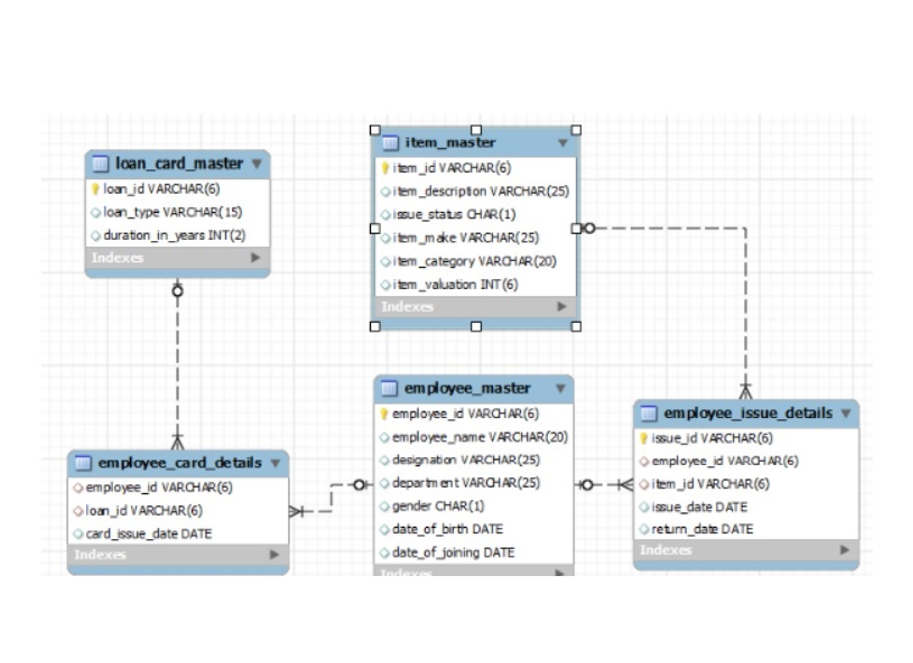 loan_card_master
loan_id VARCHAR(6)
loan_type VARCHAR(15)
duration_in_years INT(2)
Indexes
item_master
item_id VARCHAR(6)
item_description VARCHAR(25)
issue_status CHAR(1)
item_make VARCHAR(25)
item_category VARCHAR(20)
item_valuation INT(6)
Indexes
employee_card_details
employee_id VARCHAR(6)
loan_id VARCHAR(6)
card_issue_date DATE
Indexes
employee_master
employee_id VARCHAR(6)
employee_name VARCHAR(20)
designation VARCHAR(25)
department VARCHAR(25)
gender CHAR(1)
date_of_birth DATE
date_of_joining DATE
Indexes
employee_issue_details
issue_id VARCHAR(6)
employee_id VARCHAR(6)
item_id VARCHAR(6)
issue_date DATE
return_date DATE
Indexes